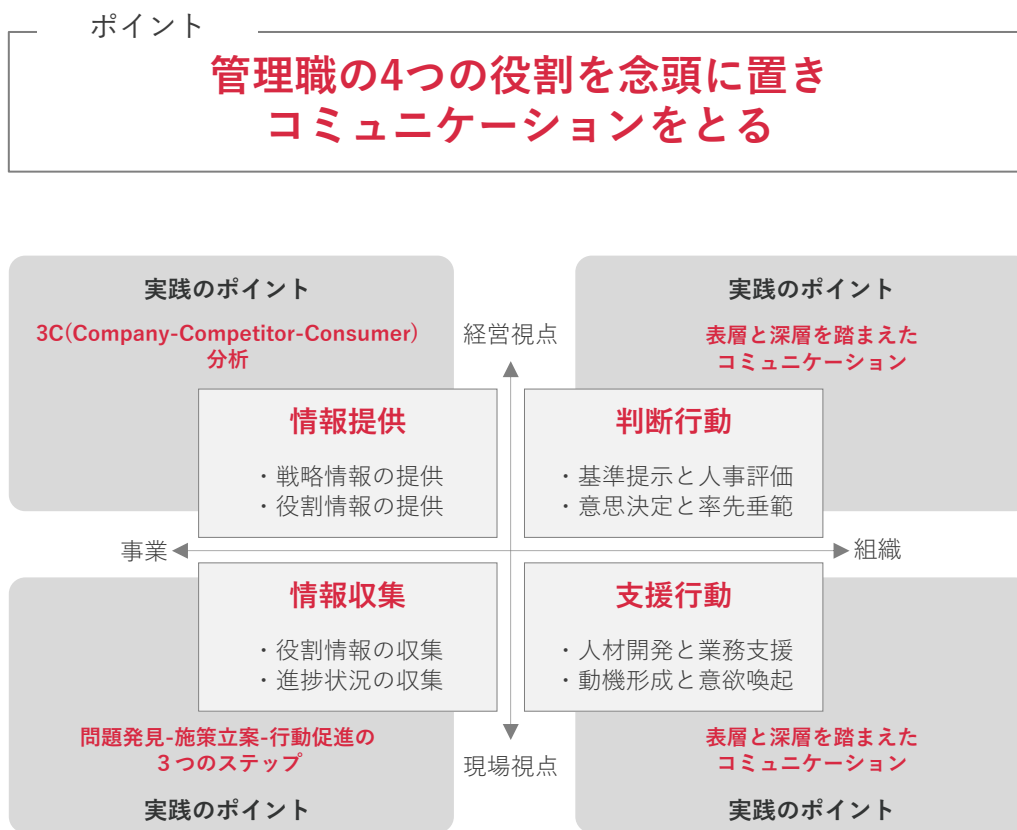 ポイント
管理職の4つの役割を念頭に置き
コミュニケーションをとる
実践のポイント
3C(Company-Competitor-Consumer)
分析
経営視点
実践のポイント
表層と深層を踏まえた
コミュニケーション
情報提供
・戦略情報の提供
・役割情報の提供
判断行動
・基準提示と人事評価
・意思決定と率先垂範
事業
組織
情報収集
・役割情報の収集
・進捗状況の収集
支援行動
・人材開発と業務支援
・動機形成と意欲喚起
問題発見-施策立案-行動促進の
３つのステップ
実践のポイント
現場視点
表層と深層を踏まえた
コミュニケーション
実践のポイント